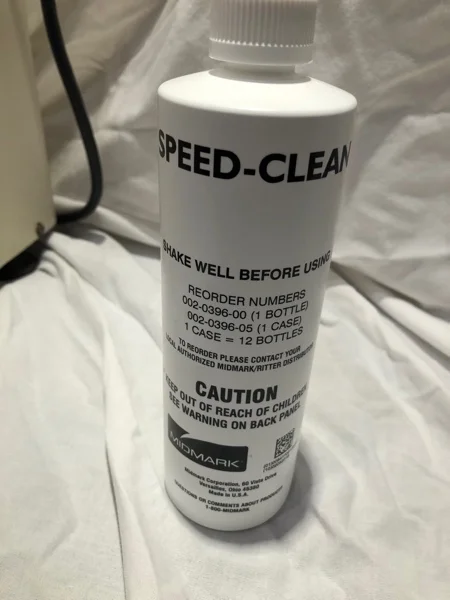 SPEED-CLEAN
SHAKE WELL BEFORE USING
REORDER NUMBERS
002-0396-00 (1 BOTTLE)
002-0396-05 (1 CASE)
1 CASE = 12 BOTTLES
TO REORDER PLEASE CONTACT YOUR
LOCAL AUTHORIZED MIDMARK/RITTER
CAUTION
KEEP OUT OF REACH OF CHILDREN
SEE WARNING ON BACK PANEL
MIDMARK
Midmark Corporation, 60 Vista Drive
Versailles, Ohio 45380
Made in U.S.A.
QUESTIONS OR COMMENTS ABOUT PRODUCT
1-800-MIDMARK